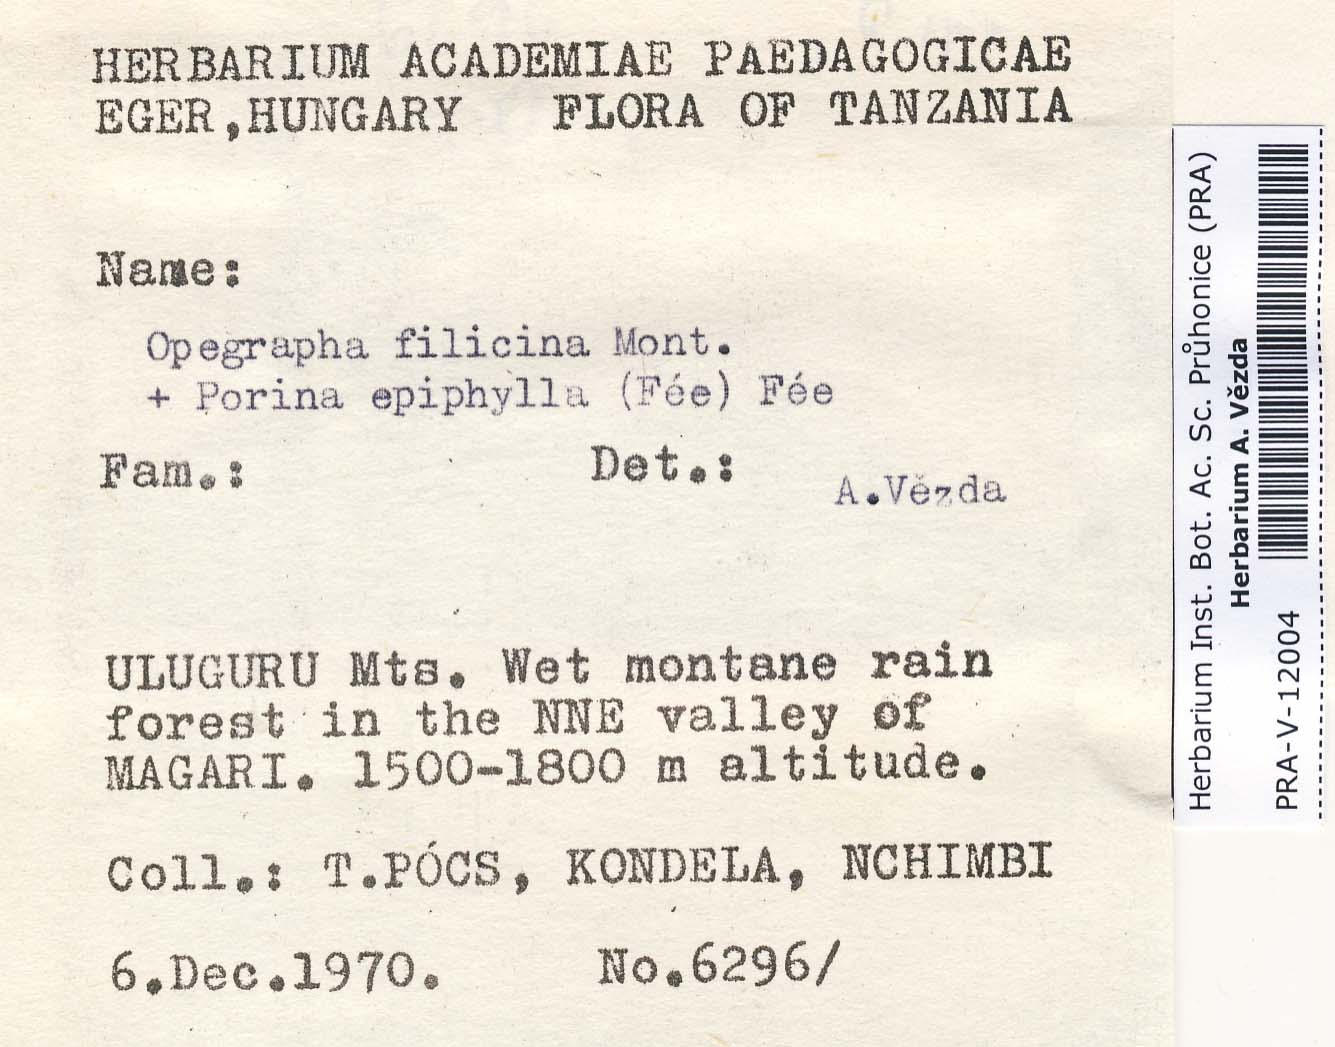 HERBARIUM ACADEMIAE PAEDAGOGICAE
EGER,HUNGARY FLORA OF TANZANIA
Name:
Opegrapha filicina Mont.
+ Porina epiphylla (Fée) Fée
Fam.: Det.:
A.Vězda
ULUGURU Mts. Wet montane rain
forest in the NNE valley of
MAGARI. 1500-1800 m altitude.
Coll.: T.PÓCS, KONDELA, NCHIMBI
6.Dec.1970. No.6296/
Herbarium Inst. Bot. Ac. Sc. Průhonice (PRA)
Herbarium A. Vězda
PRA-V-12004